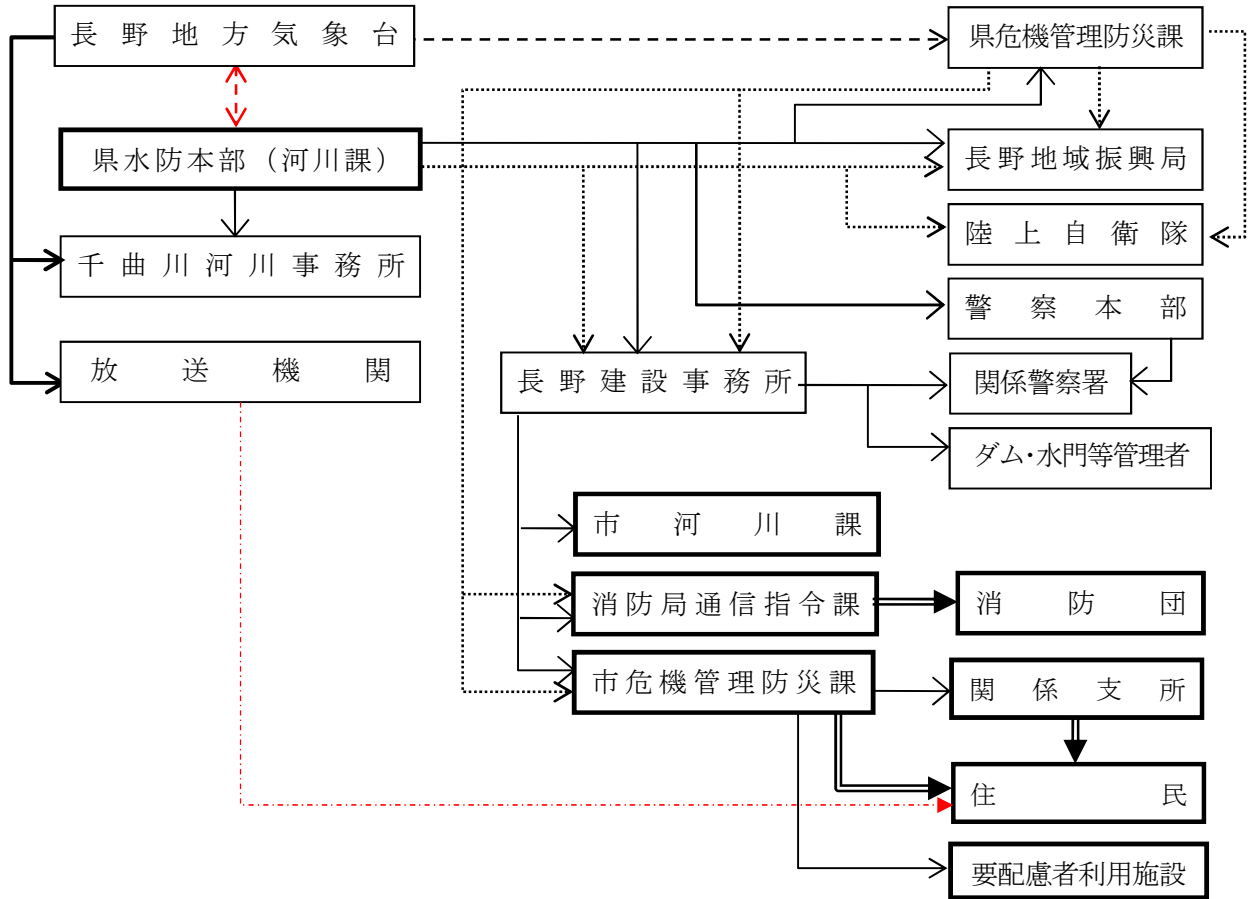 長野地方気象台
県危機管理防災課
県水防本部（河川課）
長野地域振興局
陸上自衛隊
千曲川河川事務所
警察本部
放送機関
長野建設事務所
関係警察署
ダム・水門等管理者
市河川課
消防局通信指令課
消防団
市危機管理防災課
関係支所
住民
要配慮者利用施設